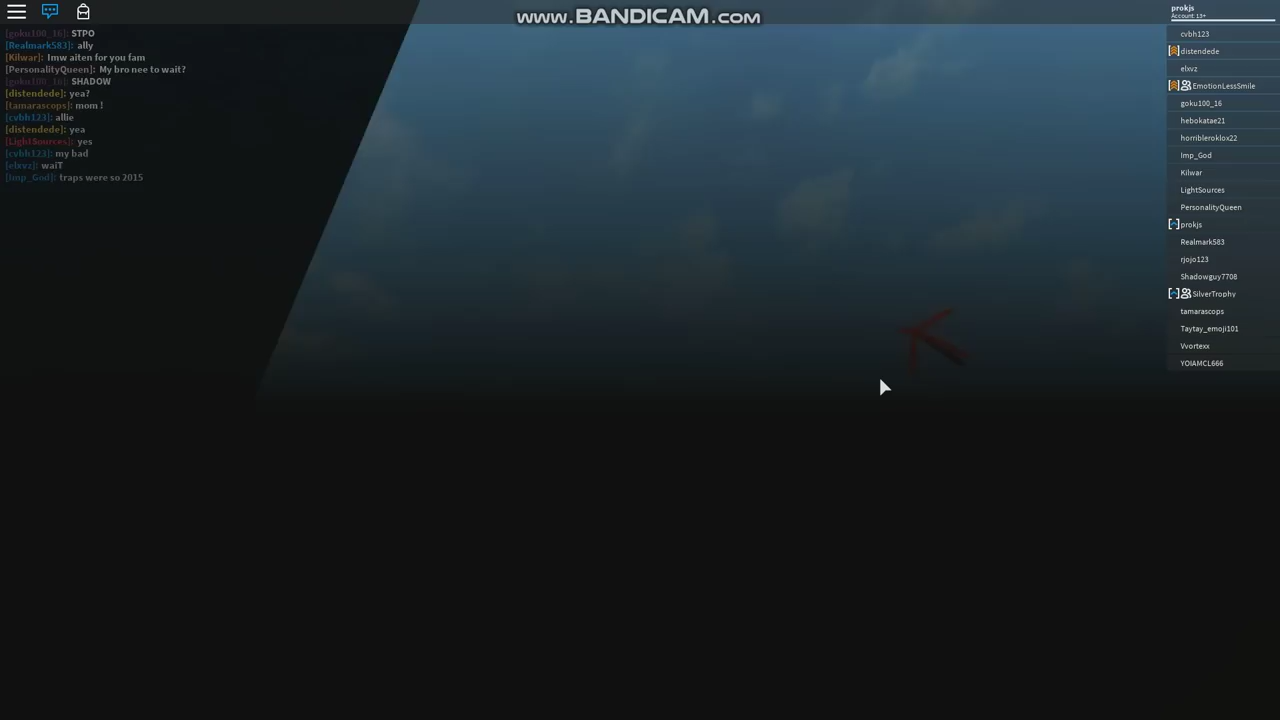 www.BANDICAM.com
[goku100_16]: STPO
[Realmark583]: ally
[Kilwar]: Imw aiten for you fam
[PersonalityQueen]: My bro nee to wait?
[goku100_16]: SHADOW
[distendede]: yea?
[tamarascops]: mom !
[cvbh123]: allie
[distendede]: yea
[LightSources]: yes
[cvbh123]: my bad
[elxvz]: waiT
[Imp_God]: traps were so 2015
prokjs
Account: 13+
cvbh123
distendede
elxvz
EmotionLessSmile
goku100_16
hebokatae21
horribleroklox22
Imp_God
Kilwar
LightSources
PersonalityQueen
prokjs
Realmark583
rjojo123
Shadowguy7708
SilverTrophy
tamarascops
Taytay_emoji101
Vvortexx
YOIAMCL666